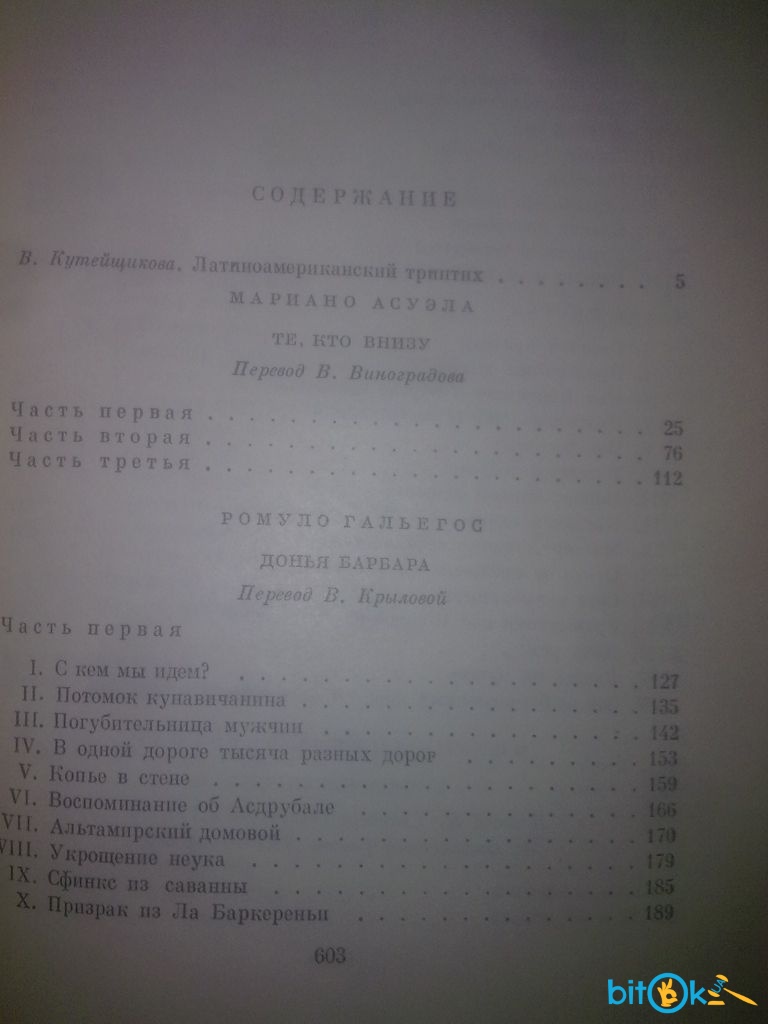 СОДЕРЖАНИЕ
В. Кутейщикова. Латиноамериканский триптих . . . . . . . . 5
МАРИАНО АСУЭЛА
ТЕ, КТО ВНИЗУ
Перевод В. Виноградова
Часть первая . . . . . . . . . . . . . . . . . . . . . . 25
Часть вторая . . . . . . . . . . . . . . . . . . . . . . 76
Часть третья . . . . . . . . . . . . . . . . . . . . . . 112
РОМУЛО ГАЛЬЕГОС
ДОНЬЯ БАРБАРА
Перевод В. Крыловой
Часть первая
I. С кем мы идем? . . . . . . . . . . . . . . . . . . . . 127
II. Потомок кунавичанина . . . . . . . . . . . . . . . . . 135
III. Погубительница мужчин . . . . . . . . . . . . . . . . 142
IV. В одной дороге тысяча разных дорог . . . . . . . . 153
V. Копье в стене . . . . . . . . . . . . . . . . . . . . . 159
VI. Воспоминание об Асдрубале . . . . . . . . . . . . . . 166
VII. Альтамирский домовой . . . . . . . . . . . . . . . . . 170
VIII. Укрощение неука . . . . . . . . . . . . . . . . . . . 179
IX. Сфинкс из саванны . . . . . . . . . . . . . . . . . . 185
X. Призрак из Ла Баркереньи . . . . . . . . . . . . . . 189
603
bitOk UA